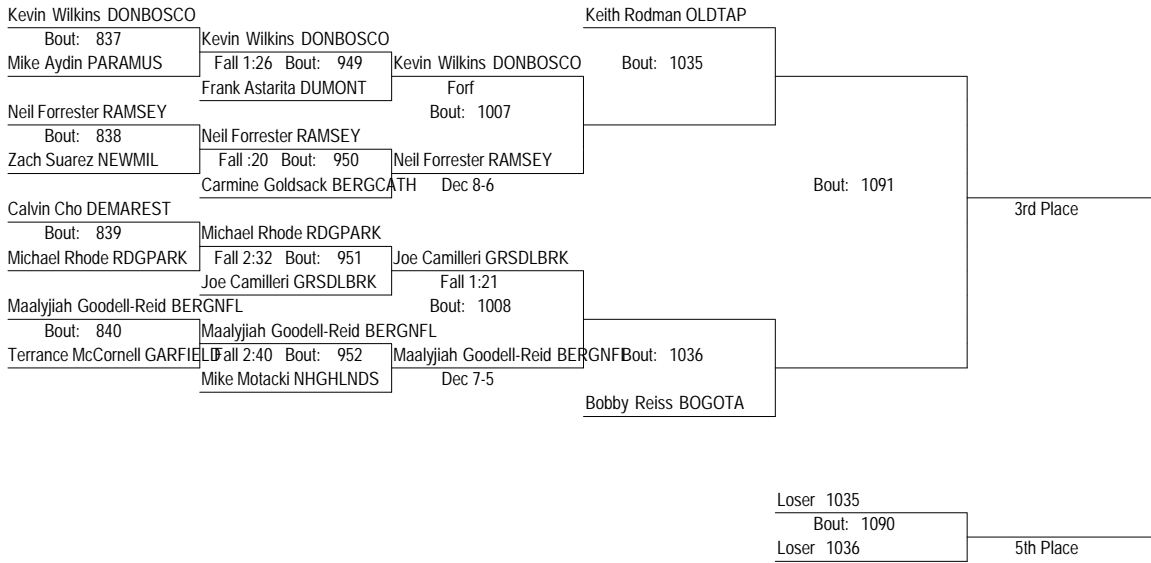 Kevin Wilkins DONBOSCO
Keith Rodman OLDTAP
Bout: 837
Kevin Wilkins DONBOSCO
Mike Aydin PARAMUS
Fall 1:26 Bout: 949
Kevin Wilkins DONBOSCO
Bout: 1035
Frank Astarita DUMONT
Forf
Neil Forrester RAMSEY
Bout: 1007
Bout: 838
Neil Forrester RAMSEY
Zach Suarez NEWMIL
Fall :20 Bout: 950
Neil Forrester RAMSEY
Carmine Goldsack BERGCATH
Dec 8-6
Bout: 1091
Calvin Cho DEMAREST
3rd Place
Bout: 839
Michael Rhode RDGPARK
Michael Rhode RDGPARK
Fall 2:32 Bout: 951
Joe Camilleri GRSDLBRK
Joe Camilleri GRSDLBRK
Fall 1:21
Maalyjiah Goodell-Reid BERGNFL
Bout: 1008
Bout: 840
Maalyjiah Goodell-Reid BERGNFL
Terrance McCornell GARFIELD
Fall 2:40 Bout: 952
Maalyjiah Goodell-Reid BERGNFL
Bout: 1036
Mike Motacki NHGHLNDS
Dec 7-5
Bobby Reiss BOGOTA
Loser 1035
Bout: 1090
Loser 1036
5th Place